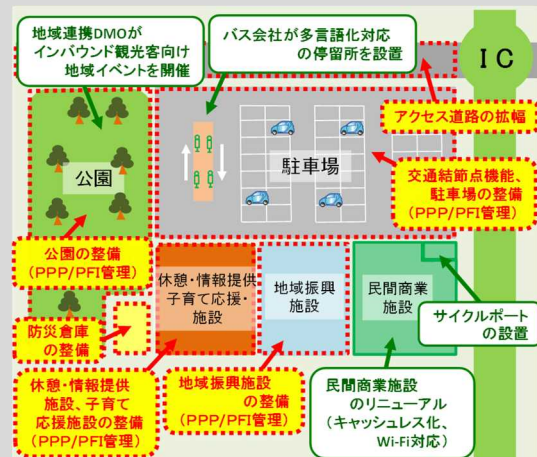 地域連携DMOが
インバウンド観光客向け
地域イベントを開催
バス会社が多言語化対応
の停留所を設置
IC
アクセス道路の拡幅
公園
駐車場
交通結節点機能、
駐車場の整備
(PPP/PFI管理)
公園の整備
(PPP/PFI管理)
休憩・情報提供
子育て応援・
施設
地域振興
施設
民間商業
施設
サイクルポート
の設置
防災倉庫
の整備
休憩・情報提供
施設、子育て
応援施設の整備
(PPP/PFI管理)
地域振興施設
の整備
(PPP/PFI管理)
民間商業施設
のリニューアル
(キャッシュレス化、
Wi-Fi対応)